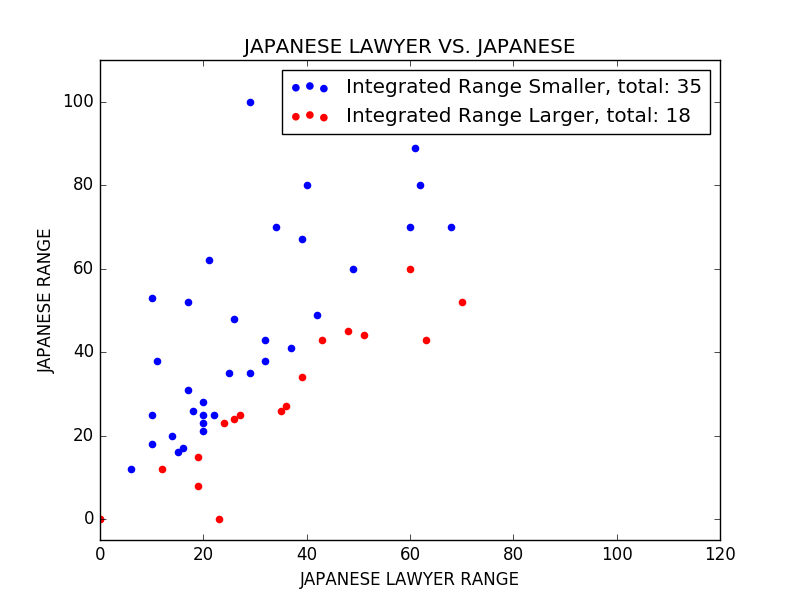 JAPANESE LAWYER VS. JAPANESE
Integrated Range Smaller, total: 35
Integrated Range Larger, total: 18
100
80
60
40
20
0
JAPANESE RANGE
0 20 40 60 80 100 120
JAPANESE LAWYER RANGE